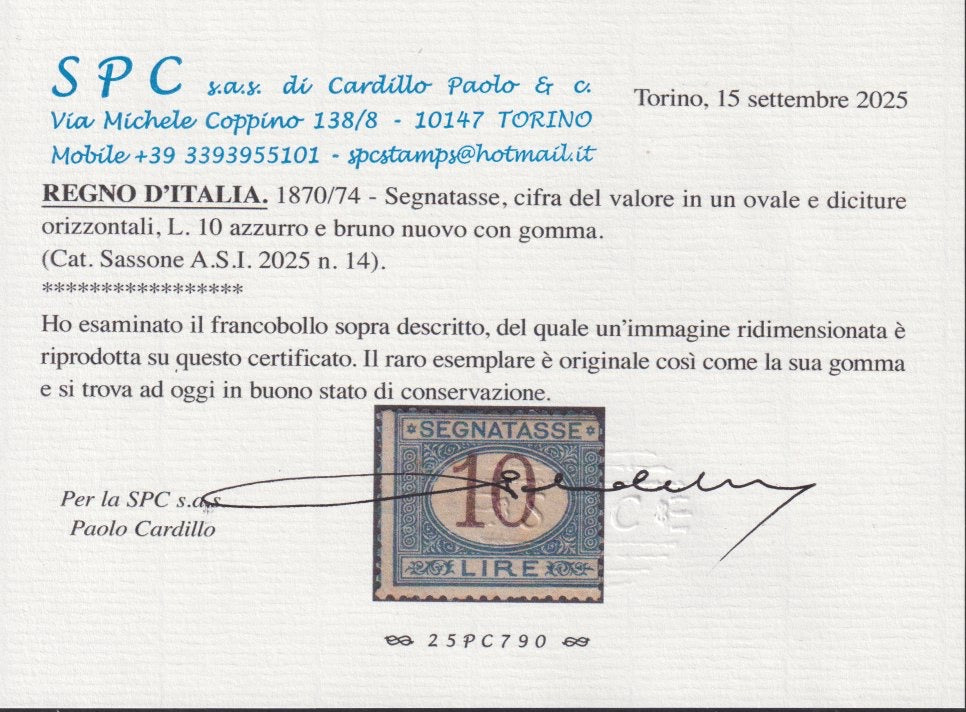 SPC s.a.s. di Cardillo Paolo & c.
Via Michele Coppino 138/8 - 10147 TORINO
Mobile +39 3393955101 - spcstamps@hotmail.it
Torino, 15 settembre 2025
REGNO D'ITALIA. 1870/74 - Segnatasse, cifra del valore in un ovale e diciture
orizzontali, L. 10 azzurro e bruno nuovo con gomma.
(Cat. Sassone A.S.I. 2025 n. 14).
*****************
Ho esaminato il francobollo sopra descritto, del quale un'immagine ridimensionata è
riprodotta su questo certificato. Il raro esemplare è originale così come la sua gomma
e si trova ad oggi in buono stato di conservazione.
SEGNATASSE
10
LIRE
Per la SPC s.a.s.
Paolo Cardillo
25PC790